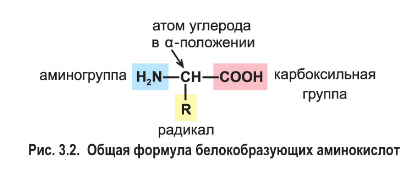 атом углерода
в α-положении
аминогруппа H₂N—CH—COOH карбоксильная
группа
R
радикал
Рис. 3.2. Общая формула белокобразующих аминокислот